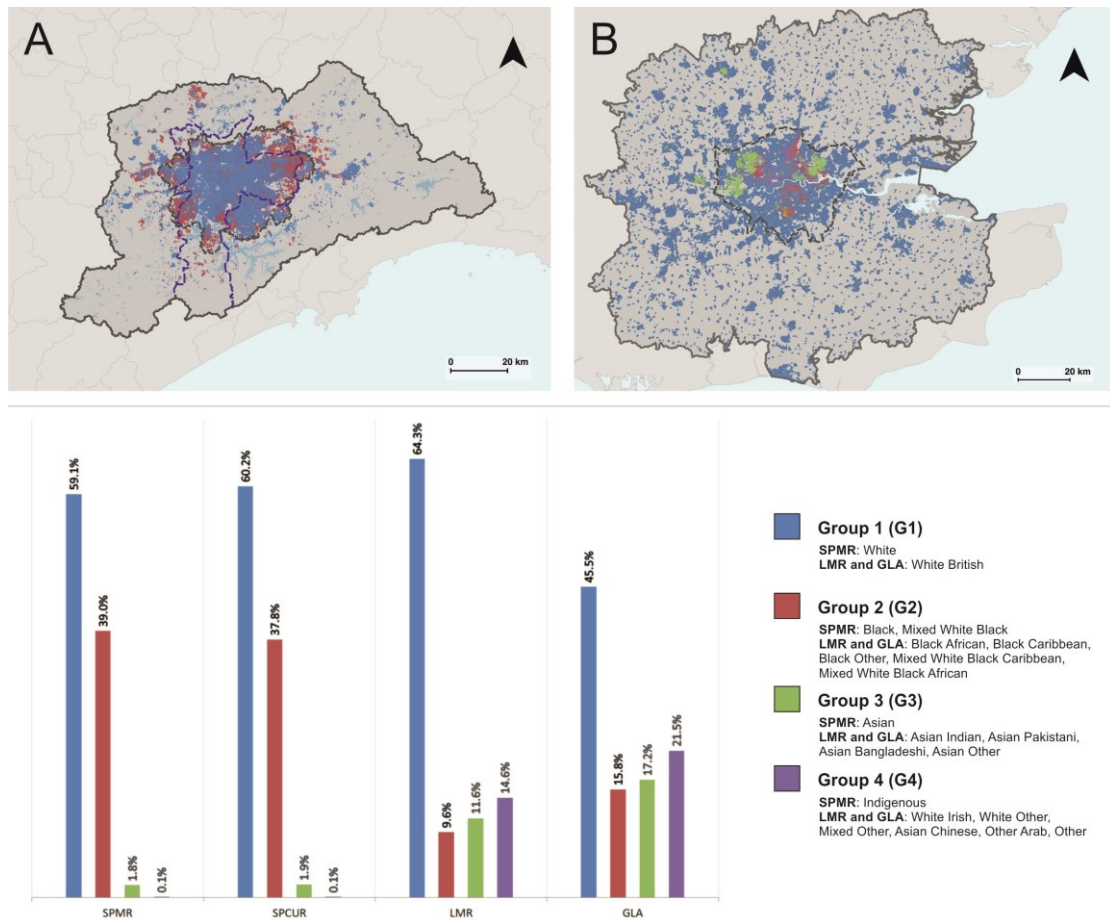 A
B
0 20 km
0 20 km
59.1%
39.0%
1.8%
0.1%
60.2%
37.8%
1.9%
0.1%
64.3%
9.6%
11.6%
14.6%
45.5%
15.8%
17.2%
21.5%
SPMR
SPCUR
LMR
GLA
Group 1 (G1)
SPMR: White
LMR and GLA: White British
Group 2 (G2)
SPMR: Black, Mixed White Black
LMR and GLA: Black African, Black Caribbean,
Black Other, Mixed White Black Caribbean,
Mixed White Black African
Group 3 (G3)
SPMR: Asian
LMR and GLA: Asian Indian, Asian Pakistani,
Asian Bangladeshi, Asian Other
Group 4 (G4)
SPMR: Indigenous
LMR and GLA: White Irish, White Other,
Mixed Other, Asian Chinese, Other Arab, Other